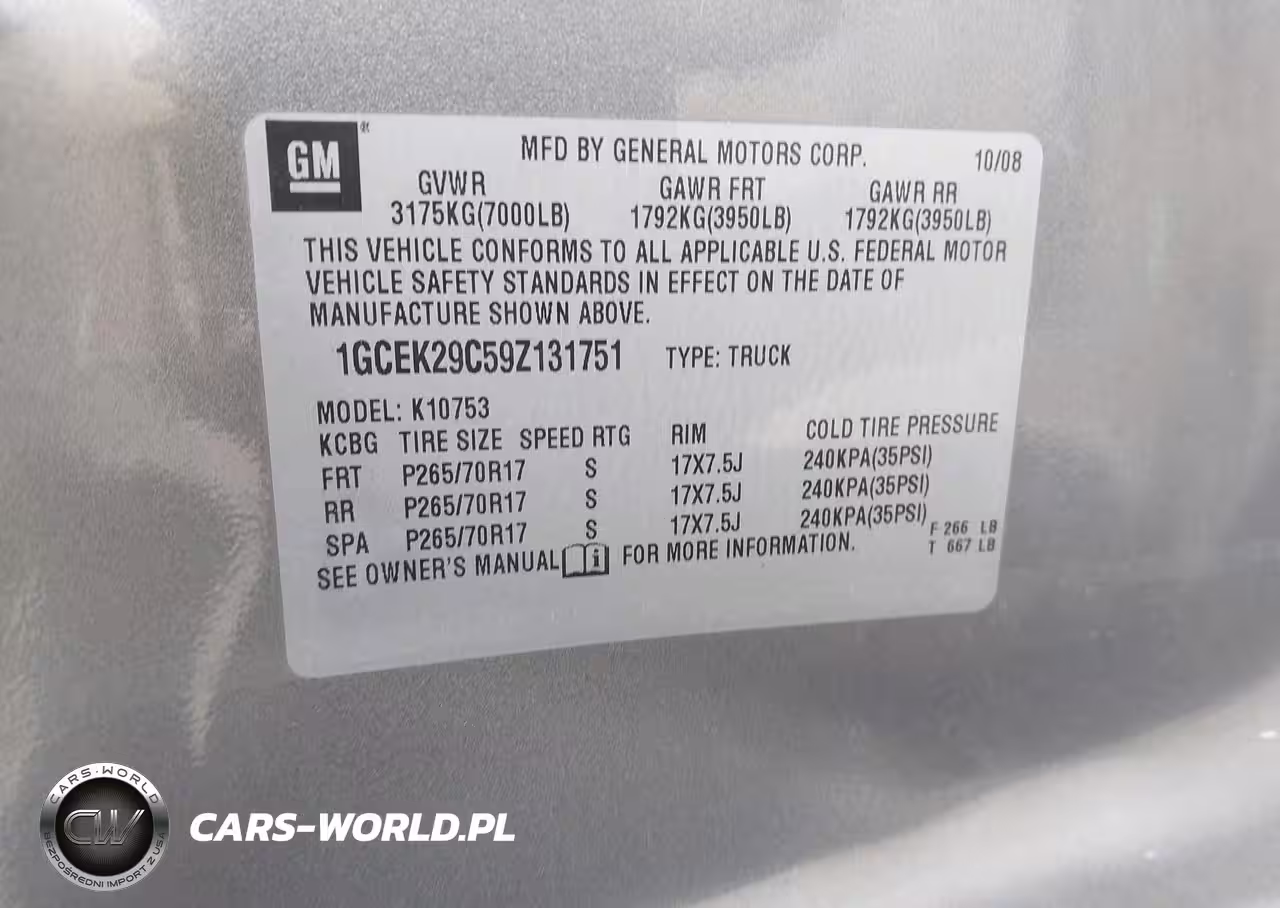 GM®
MFD BY GENERAL MOTORS CORP. 10/08
GVWR GAWR FRT GAWR RR
3175KG(7000LB) 1792KG(3950LB) 1792KG(3950LB)
THIS VEHICLE CONFORMS TO ALL APPLICABLE U.S. FEDERAL MOTOR
VEHICLE SAFETY STANDARDS IN EFFECT ON THE DATE OF
MANUFACTURE SHOWN ABOVE.
1GCEK29C59Z131751 TYPE: TRUCK
MODEL: K10753
KCBG TIRE SIZE SPEED RTG RIM COLD TIRE PRESSURE
FRT P265/70R17 S 17X7.5J 240KPA(35PSI)
RR P265/70R17 S 17X7.5J 240KPA(35PSI)
SPA P265/70R17 S 17X7.5J 240KPA(35PSI) F 266 LB
SEE OWNER'S MANUAL i FOR MORE INFORMATION. T 667 LB
CARS-WORLD
CW
BEZPOŚREDNI IMPORT Z USA
CARS-WORLD.PL